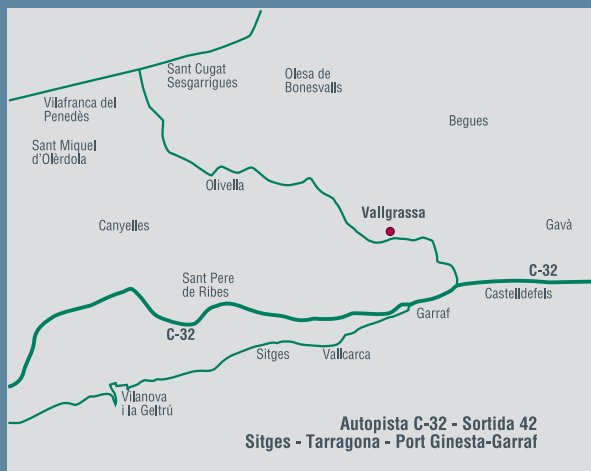 Sant Cugat
Sesgarrigues
Olesa de
Bonesvalls
Vilafranca del
Penedès
Begues
Sant Miquel
d'Olèrdola
Olivella
Vallgrassa
Canyelles
Gavà
C-32
Sant Pere
de Ribes
Castelldefels
Garraf
C-32
Sitges
Vallcarca
Vilanova
i la Geltrú
Autopista C-32 - Sortida 42
Sitges - Tarragona - Port Ginesta-Garraf